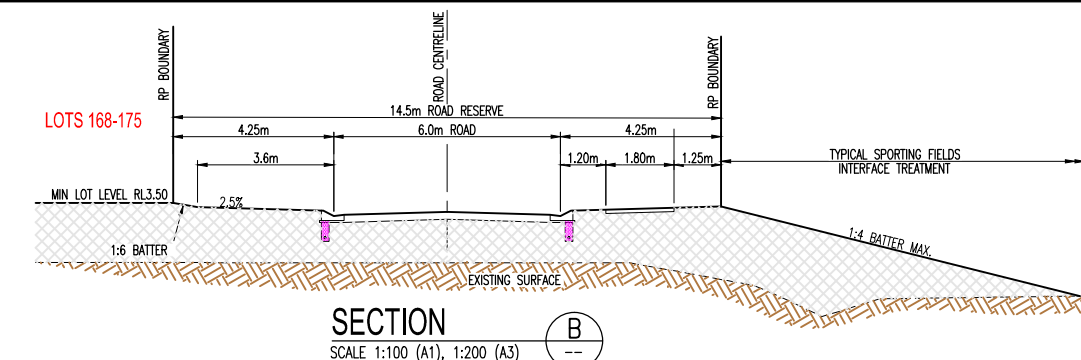 RP BOUNDARY
ROAD CENTRELINE
RP BOUNDARY
LOTS 168-175
14.5m ROAD RESERVE
4.25m
6.0m ROAD
4.25m
3.6m
1.20m
1.80m
1.25m
TYPICAL SPORTING FIELDS
INTERFACE TREATMENT
MIN LOT LEVEL RL3.50
2.5%
1:6 BATTER
1:4 BATTER MAX.
EXISTING SURFACE
SECTION
B
--
SCALE 1:100 (A1), 1:200 (A3)